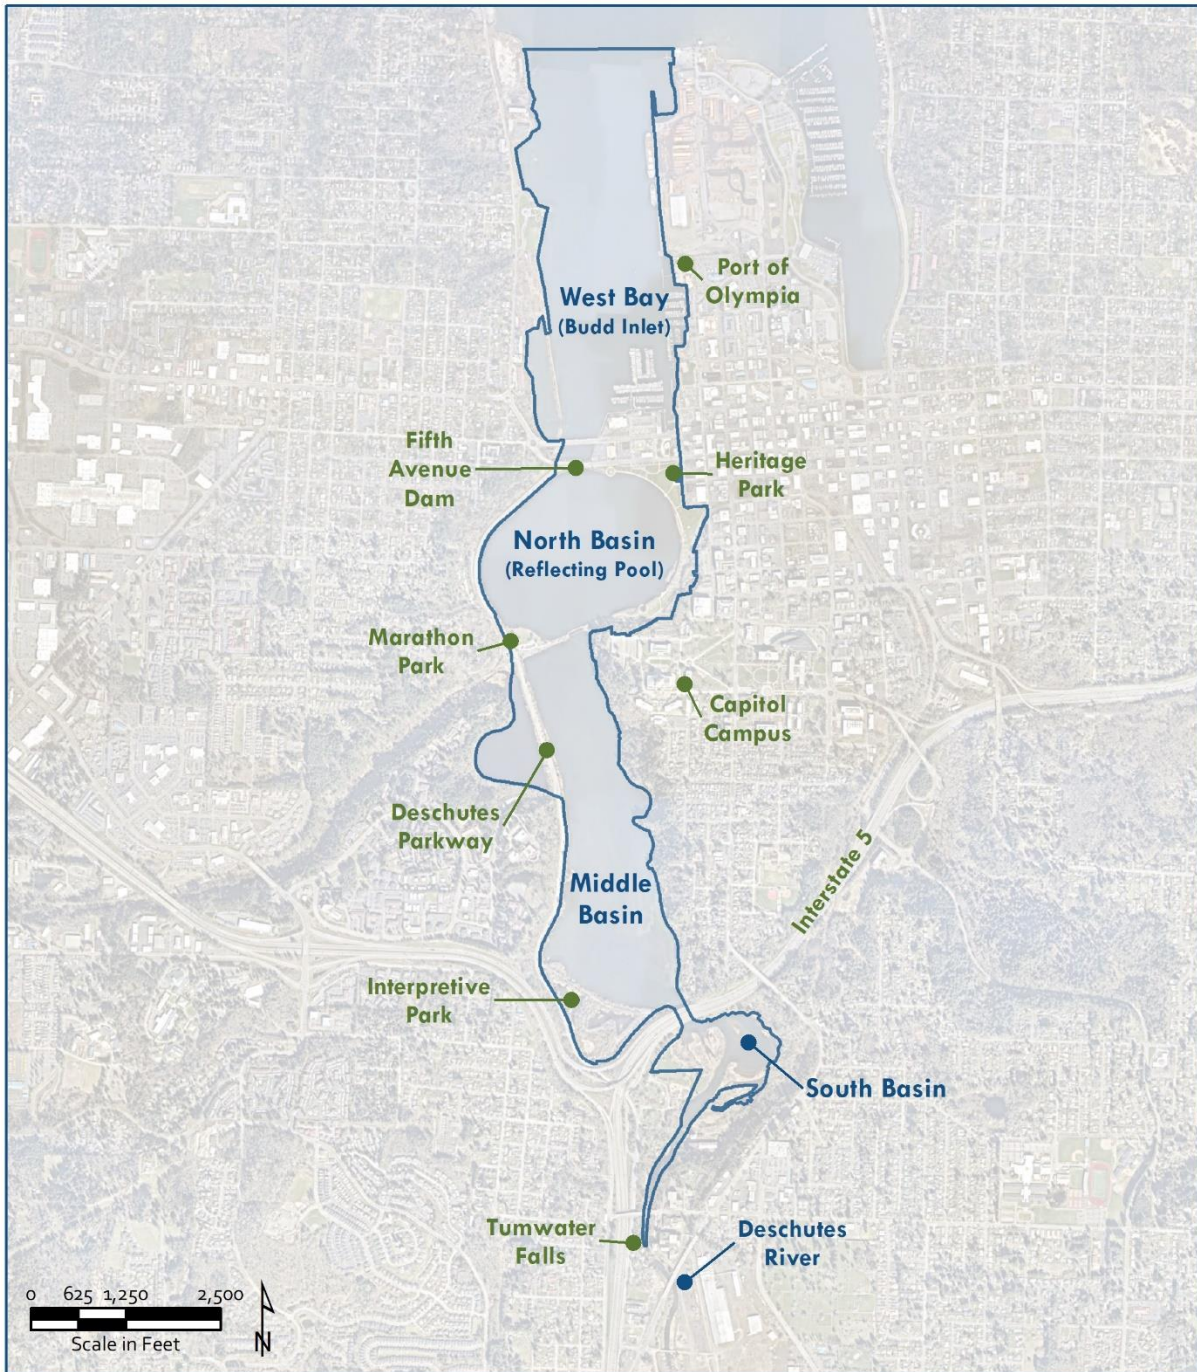 Port of
Olympia
West Bay
(Budd Inlet)
Fifth
Avenue
Dam
Heritage
Park
North Basin
(Reflecting Pool)
Marathon
Park
Capitol
Campus
Deschutes
Parkway
Interstate 5
Middle
Basin
Interpretive
Park
South Basin
Tumwater
Falls
Deschutes
River
0 625 1,250 2,500
Scale in Feet
N